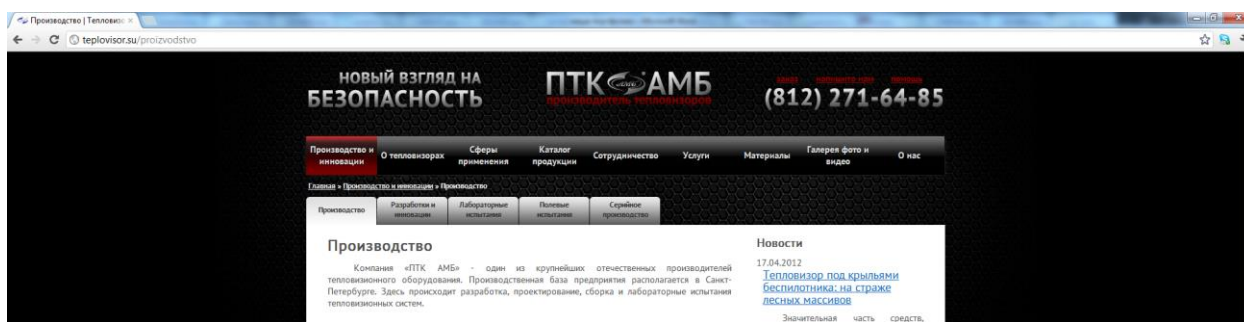 Производство | Тепловизо
teplovisor.su/proizvodstvo
НОВЫЙ ВЗГЛЯД НА
БЕЗОПАСНОСТЬ
ПТК АМБ
производитель тепловизоров
(812) 271-64-85
Производство и
инновации
О тепловизорах
Сферы
применения
Каталог
продукции
Сотрудничество
Услуги
Материалы
Галерея фото и
видео
О нас
Главная » Производство и инновации » Производство
Производство
Разработки и
инновации
Лабораторные
испытания
Полевые
испытания
Серийное
производство
Производство
Компания «ПТК АМБ» - один из крупнейших отечественных производителей
тепловизионного оборудования. Производственная база предприятия располагается в Санкт-
Петербурге. Здесь происходит разработка, проектирование, сборка и лабораторные испытания
тепловизионных систем.
Новости
17.04.2012
Тепловизор под крыльями
беспилотника: на страже
лесных массивов
Значительная часть средств,